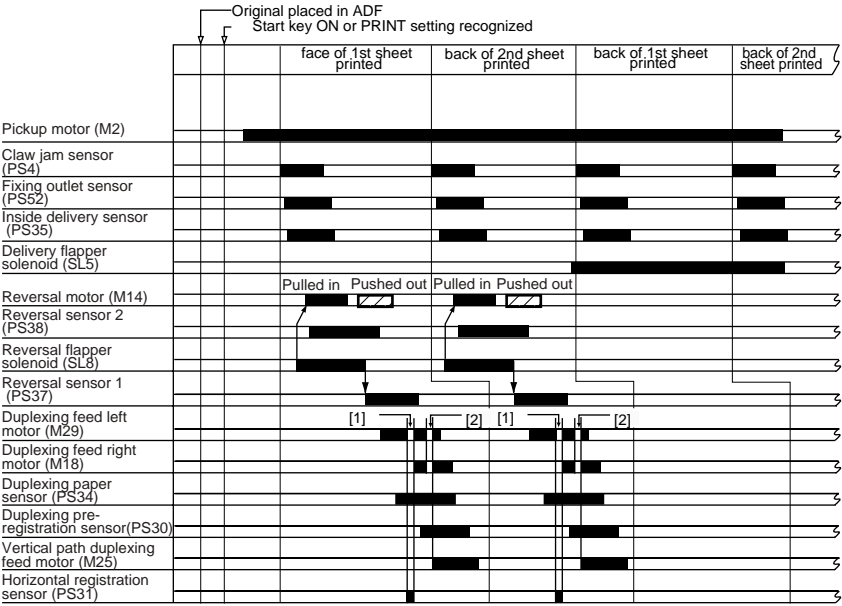 Original placed in ADF
Start key ON or PRINT setting recognized
face of 1st sheet
printed
back of 2nd sheet
printed
back of 1st sheet
printed
back of 2nd
sheet printed
Pickup motor (M2)
Claw jam sensor
(PS4)
Fixing outlet sensor
(PS52)
Inside delivery sensor
(PS35)
Delivery flapper
solenoid (SL5)
Pulled in Pushed out Pulled in Pushed out
Reversal motor (M14)
Reversal sensor 2
(PS38)
Reversal flapper
solenoid (SL8)
Reversal sensor 1
(PS37)
Duplexing feed left
motor (M29)
[1] [2] [1] [2]
Duplexing feed right
motor (M18)
Duplexing paper
sensor (PS34)
Duplexing pre-
registration sensor(PS30)
Vertical path duplexing
feed motor (M25)
Horizontal registration
sensor (PS31)